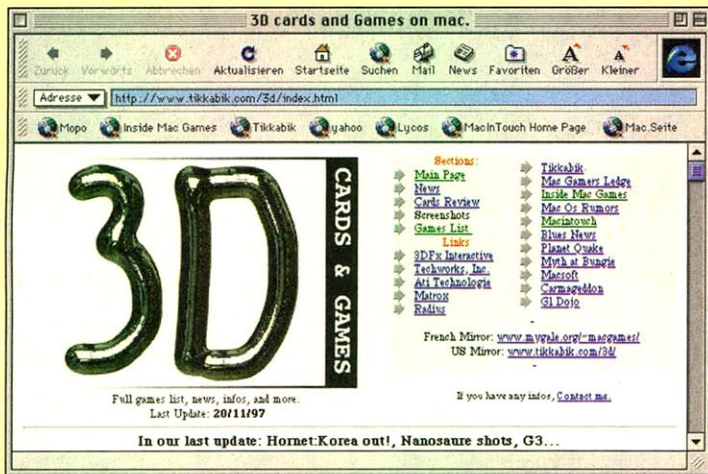 3D cards and Games on mac.
Zurück Vorwärts Abbrechen Aktualisieren Startseite Suchen Mail News Favoriten Größer Kleiner
Adresse http://www.tikkabik.com/3d/index.html
Mopo Inside Mac Games Tikkabik yahoo Lycos MacInTouch Home Page Mac.Seite
3D
CARDS & GAMES
Full games list, news, infos, and more.
Last Update: 20/11/97
Sections:
Main Page
News
Cards Review
Screenshots
Games List
Links
3DFx Interactive
Techworks, Inc.
Ati Technologie
Matrox
Radius
Tikkabik
Mac Gamers Ledge
Inside Mac Games
Mac Os Rumors
Macintouch
Blues News
Planet Quake
Myth at Bungie
Macsoft
Carmageddon
Gl Dojo
-
French Mirror: www.mygale.org/~macgames/
US Mirror: www.tikkabik.com/3d/
-
If you have any infos, Contact me.
In our last update: Hornet:Korea out!, Nanosaure shots, G3...